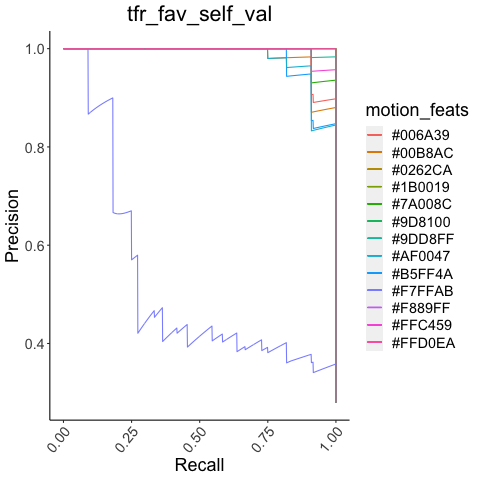 tfr_fav_self_val
Precision
1.0
0.8
0.6
0.4
0.00
0.25
0.50
0.75
1.00
Recall
motion_feats
#006A39
#00B8AC
#0262CA
#1B0019
#7A008C
#9D8100
#9DD8FF
#AF0047
#B5FF4A
#F7FFAB
#F889FF
#FFC459
#FFD0EA